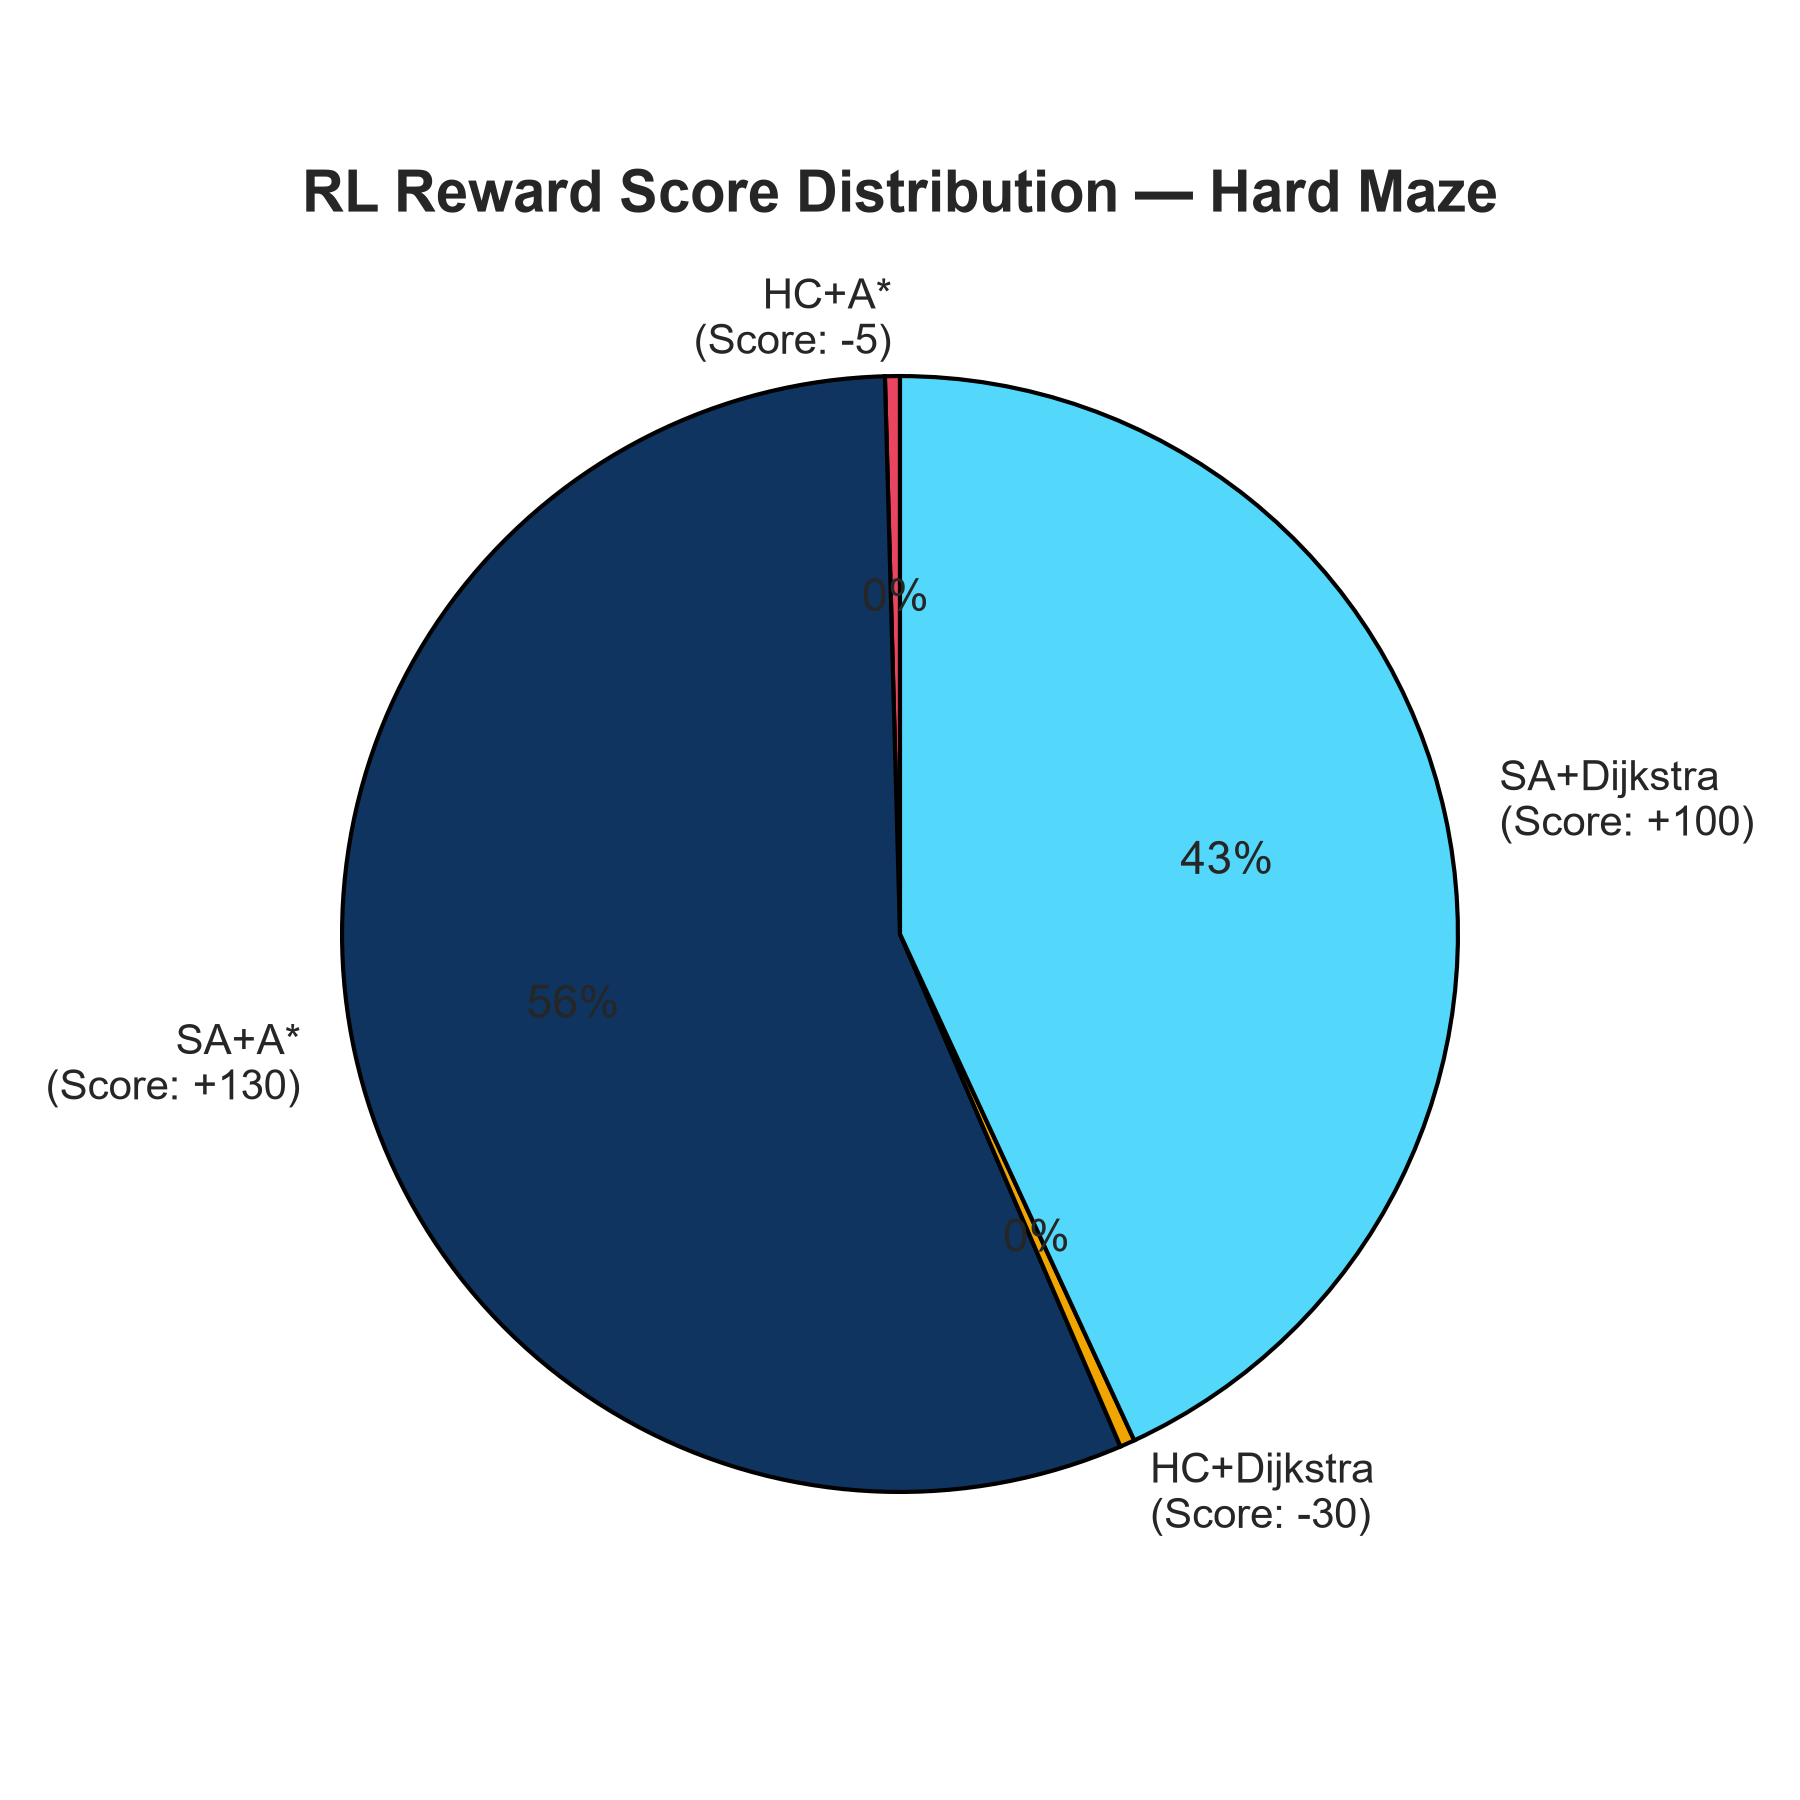 RL Reward Score Distribution — Hard Maze
HC+A*
(Score: -5)
0%
SA+Dijkstra
(Score: +100)
43%
56%
SA+A*
(Score: +130)
0%
HC+Dijkstra
(Score: -30)